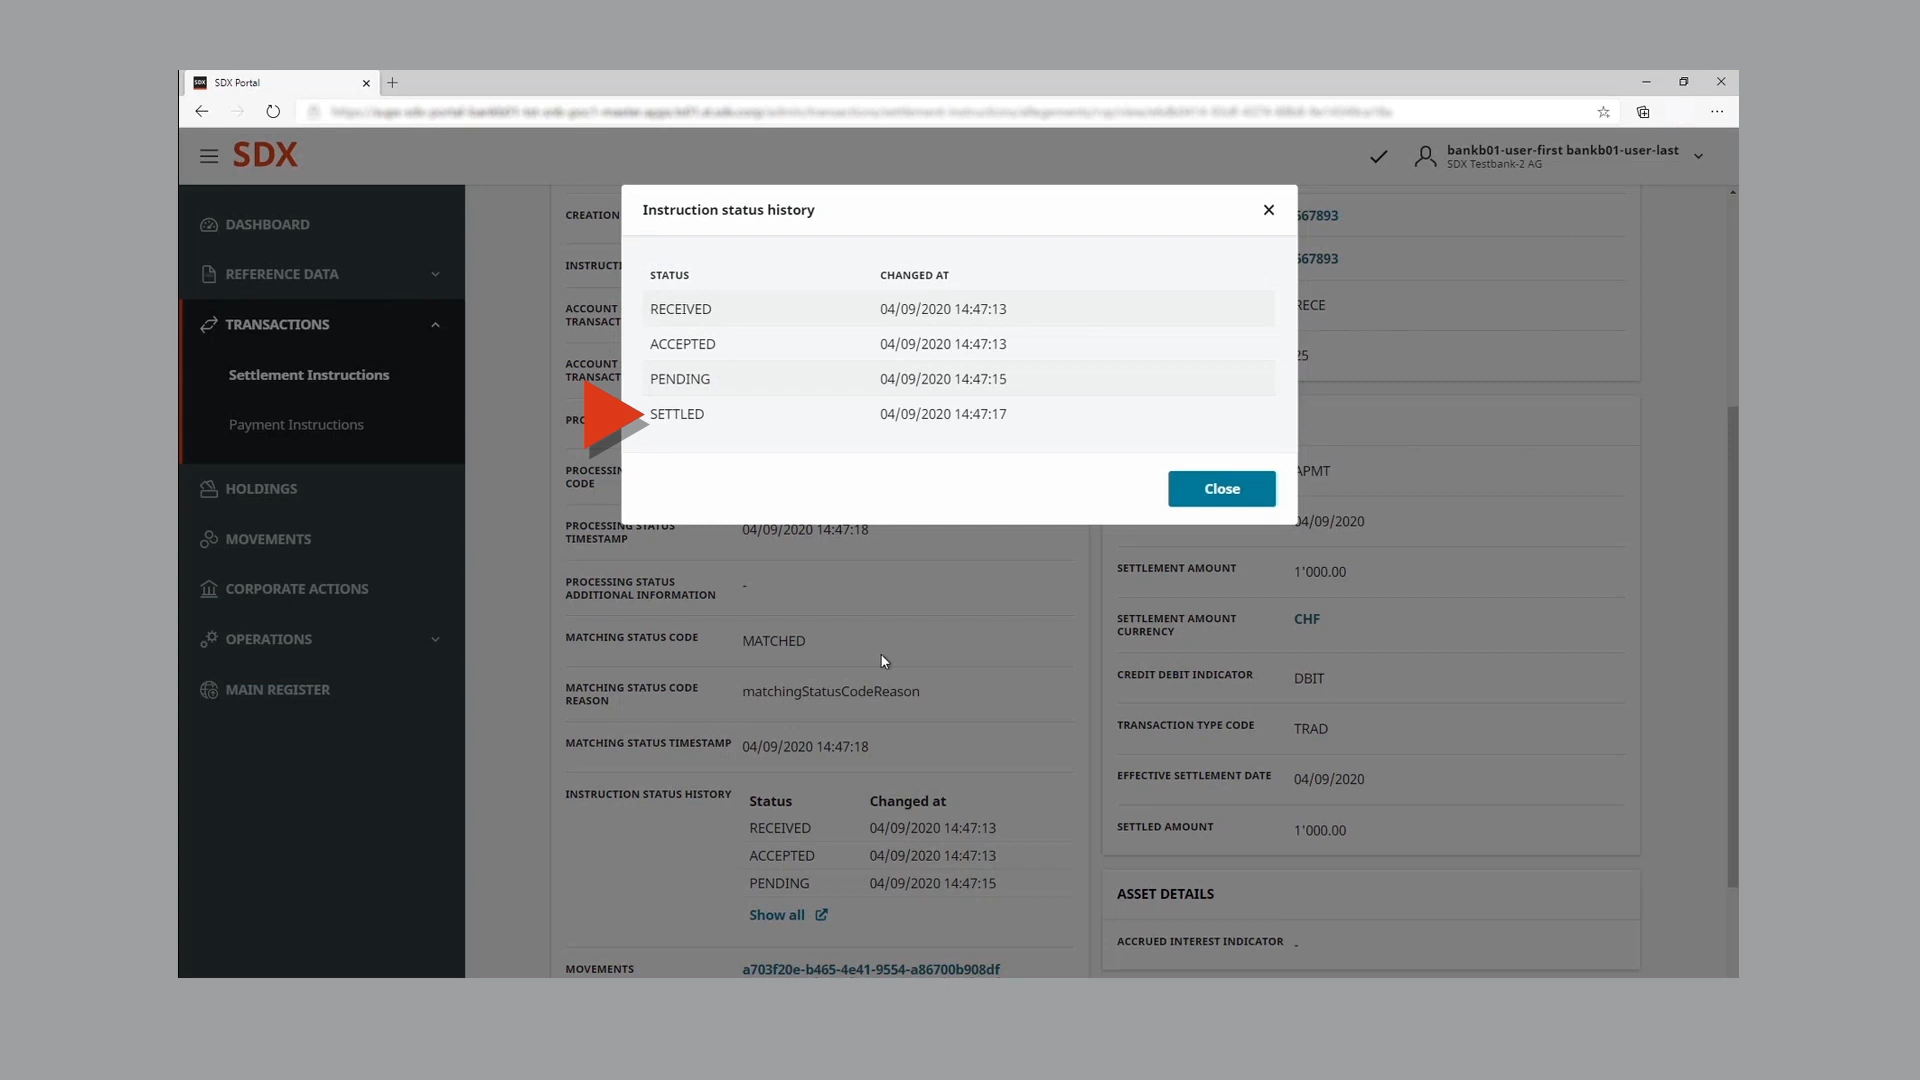 SDX Portal
SDX
bankb01-user-first bankb01-user-last
SDX Testbank-2 AG
DASHBOARD
REFERENCE DATA
TRANSACTIONS
Settlement Instructions
Payment Instructions
HOLDINGS
MOVEMENTS
CORPORATE ACTIONS
OPERATIONS
MAIN REGISTER
Instruction status history
STATUS CHANGED AT
RECEIVED 04/09/2020 14:47:13
ACCEPTED 04/09/2020 14:47:13
PENDING 04/09/2020 14:47:15
SETTLED 04/09/2020 14:47:17
Close
CREATION
INSTRUCTI
ACCOUNT
TRANSACT
ACCOUNT
TRANSACT
PRO
PROCESSIN
CODE
PROCESSING STATUS
TIMESTAMP
04/09/2020 14:47:18
PROCESSING STATUS
ADDITIONAL INFORMATION
-
MATCHING STATUS CODE MATCHED
MATCHING STATUS CODE
REASON
matchingStatusCodeReason
MATCHING STATUS TIMESTAMP 04/09/2020 14:47:18
INSTRUCTION STATUS HISTORY
Status Changed at
RECEIVED 04/09/2020 14:47:13
ACCEPTED 04/09/2020 14:47:13
PENDING 04/09/2020 14:47:15
Show all
MOVEMENTS a703f20e-b465-4e41-9554-a86700b908df
567893
567893
RECE
25
APMT
04/09/2020
SETTLEMENT AMOUNT 1'000.00
SETTLEMENT AMOUNT
CURRENCY
CHF
CREDIT DEBIT INDICATOR DBIT
TRANSACTION TYPE CODE TRAD
EFFECTIVE SETTLEMENT DATE 04/09/2020
SETTLED AMOUNT 1'000.00
ASSET DETAILS
ACCRUED INTEREST INDICATOR -